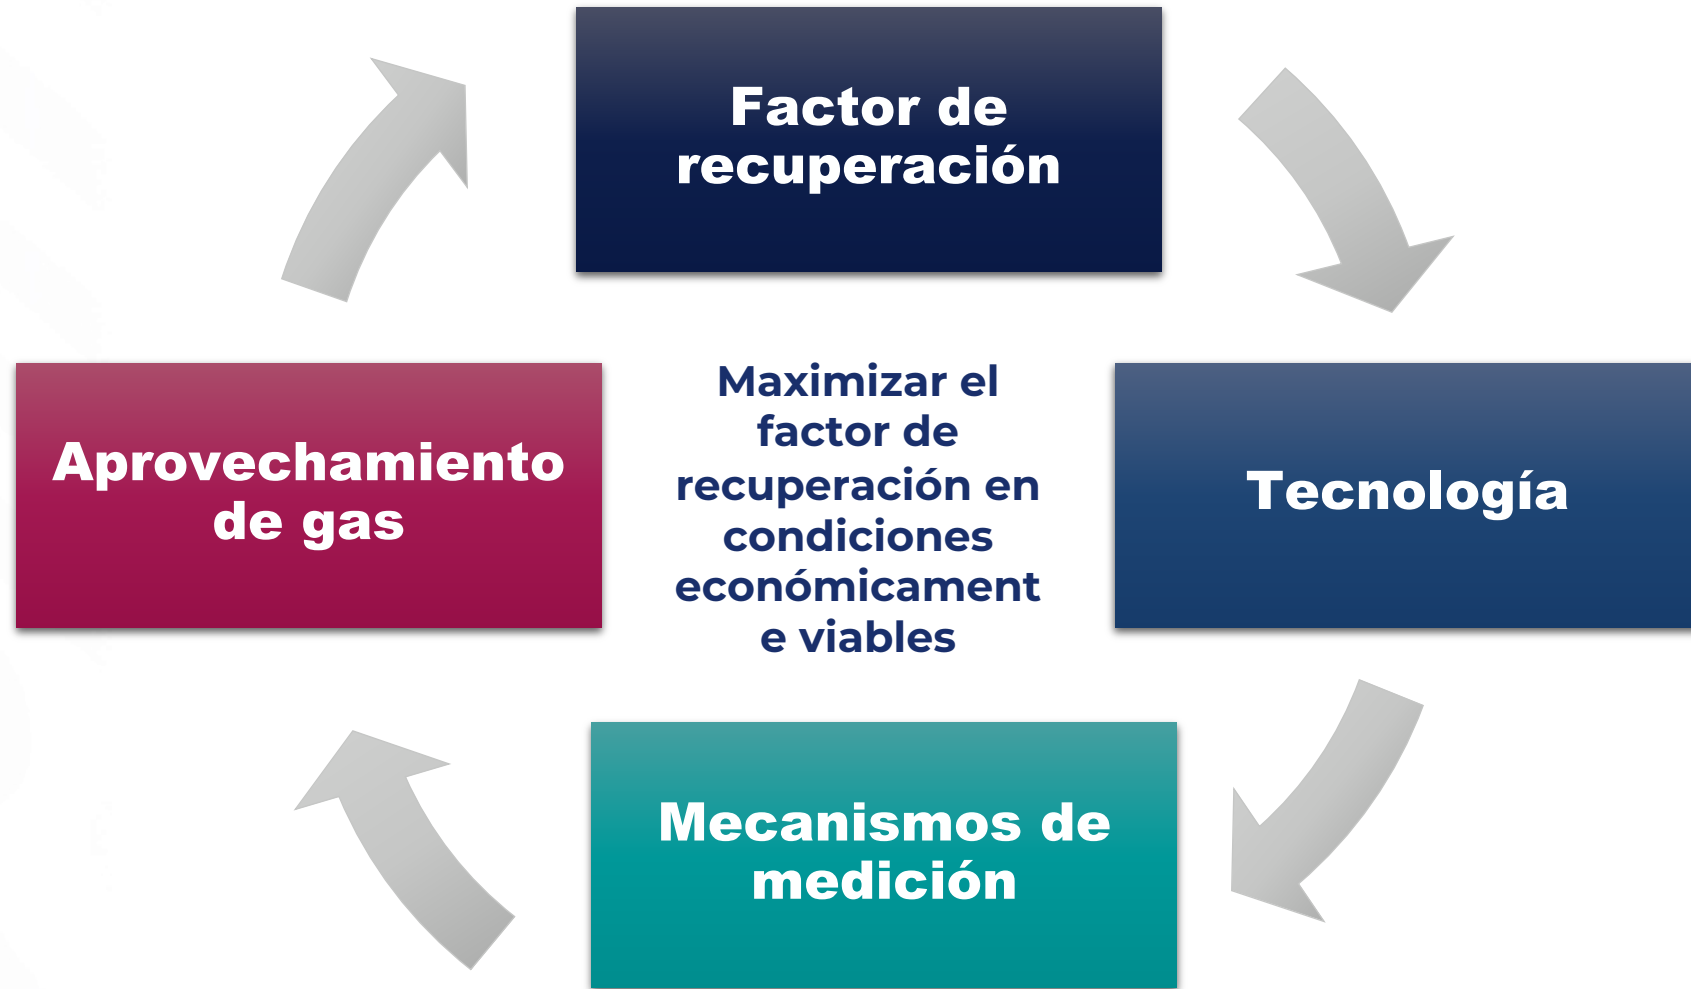 Factor de
recuperación
Maximizar el
factor de
recuperación en
condiciones
económicament
e viables
Aprovechamiento
de gas
Tecnología
Mecanismos de
medición